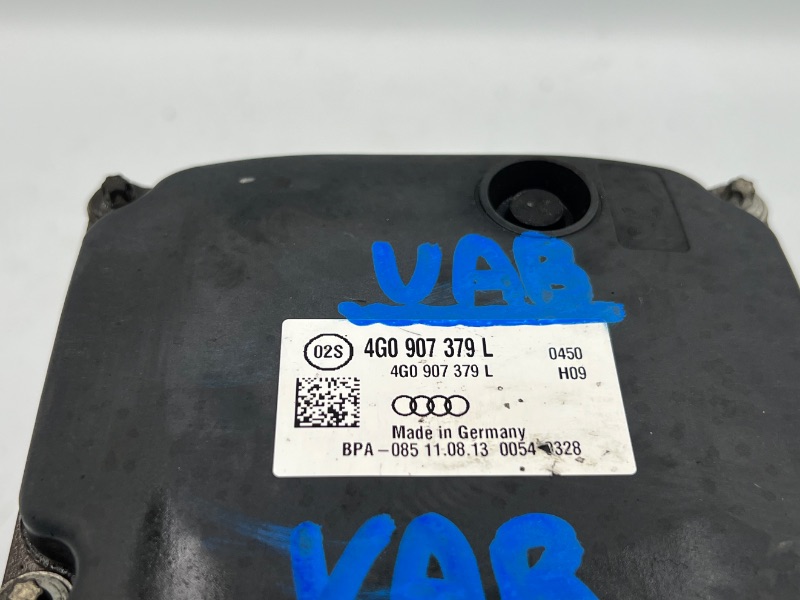 VAB
02S 4G0 907 379 L 0450
4G0 907 379 L H09
Made in Germany
BPA-085 11.08.13 0054
VAB